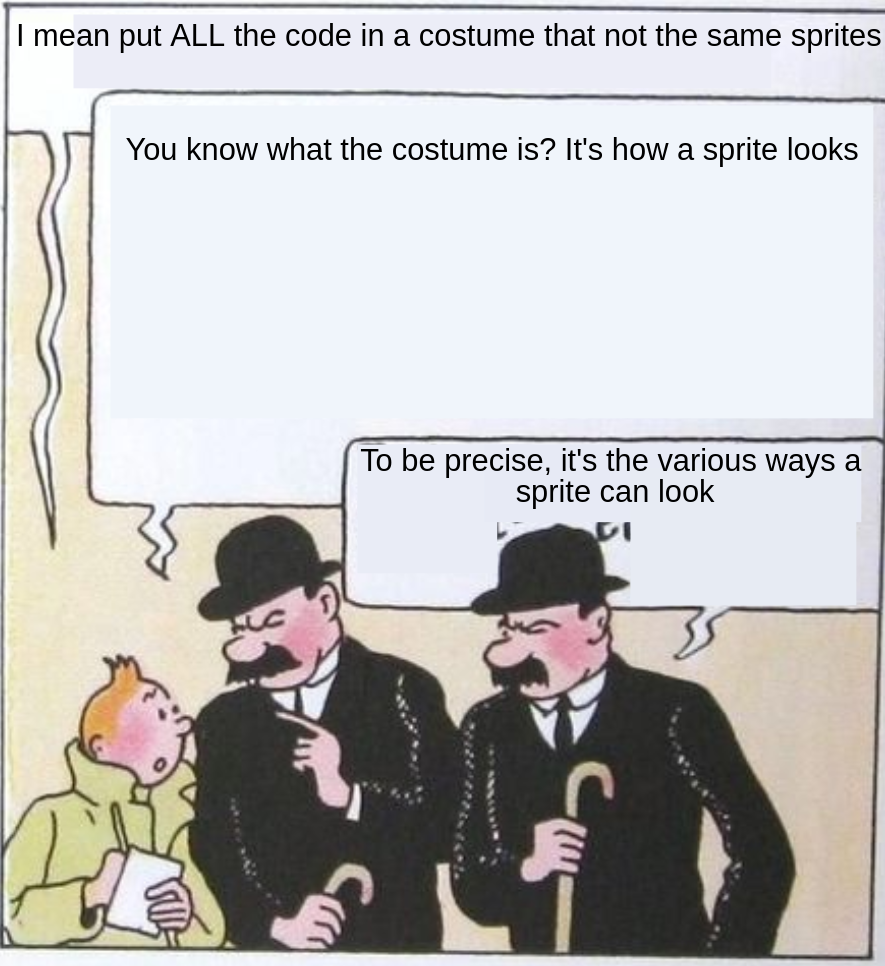 I mean put ALL the code in a costume that not the same sprites
You know what the costume is? It's how a sprite looks
To be precise, it's the various ways a
sprite can look